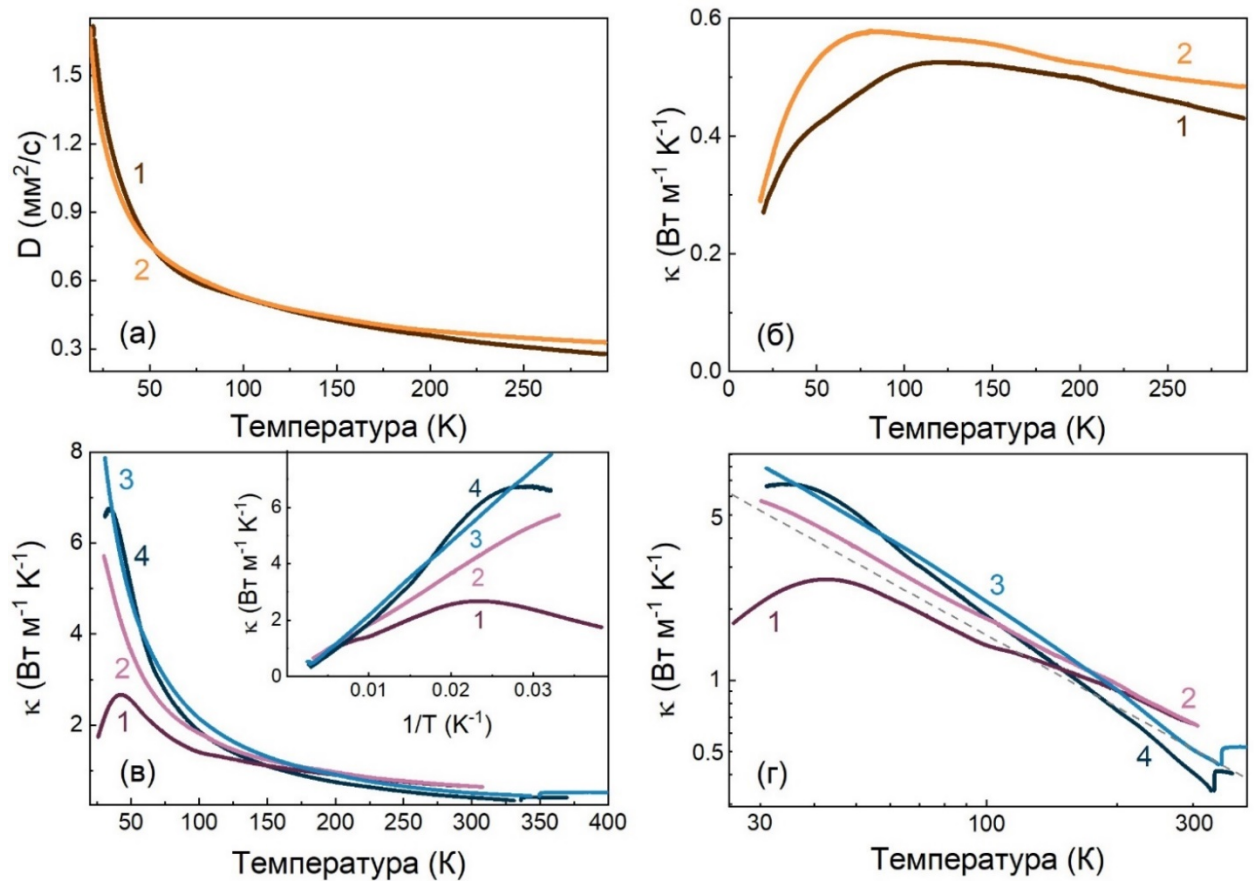 D (мм²/с)
1.5
1.2
0.9
0.6
0.3
1
2
(а)
50 100 150 200 250
Температура (K)
κ (Вт м⁻¹ K⁻¹)
0.6
0.4
0.2
0.0
2
1
(б)
0 50 100 150 200 250
Температура (K)
κ (Вт м⁻¹ K⁻¹)
8
6
4
2
3
4
2
1
(в)
κ (Вт м⁻¹ K⁻¹)
6
4
2
0
4
3
2
1
0.01 0.02 0.03
1/T (K⁻¹)
50 100 150 200 250 300 350 400
Температура (K)
κ (Вт м⁻¹ K⁻¹)
5
1
0.5
3
1
2
4
(г)
30 100 300
Температура (K)